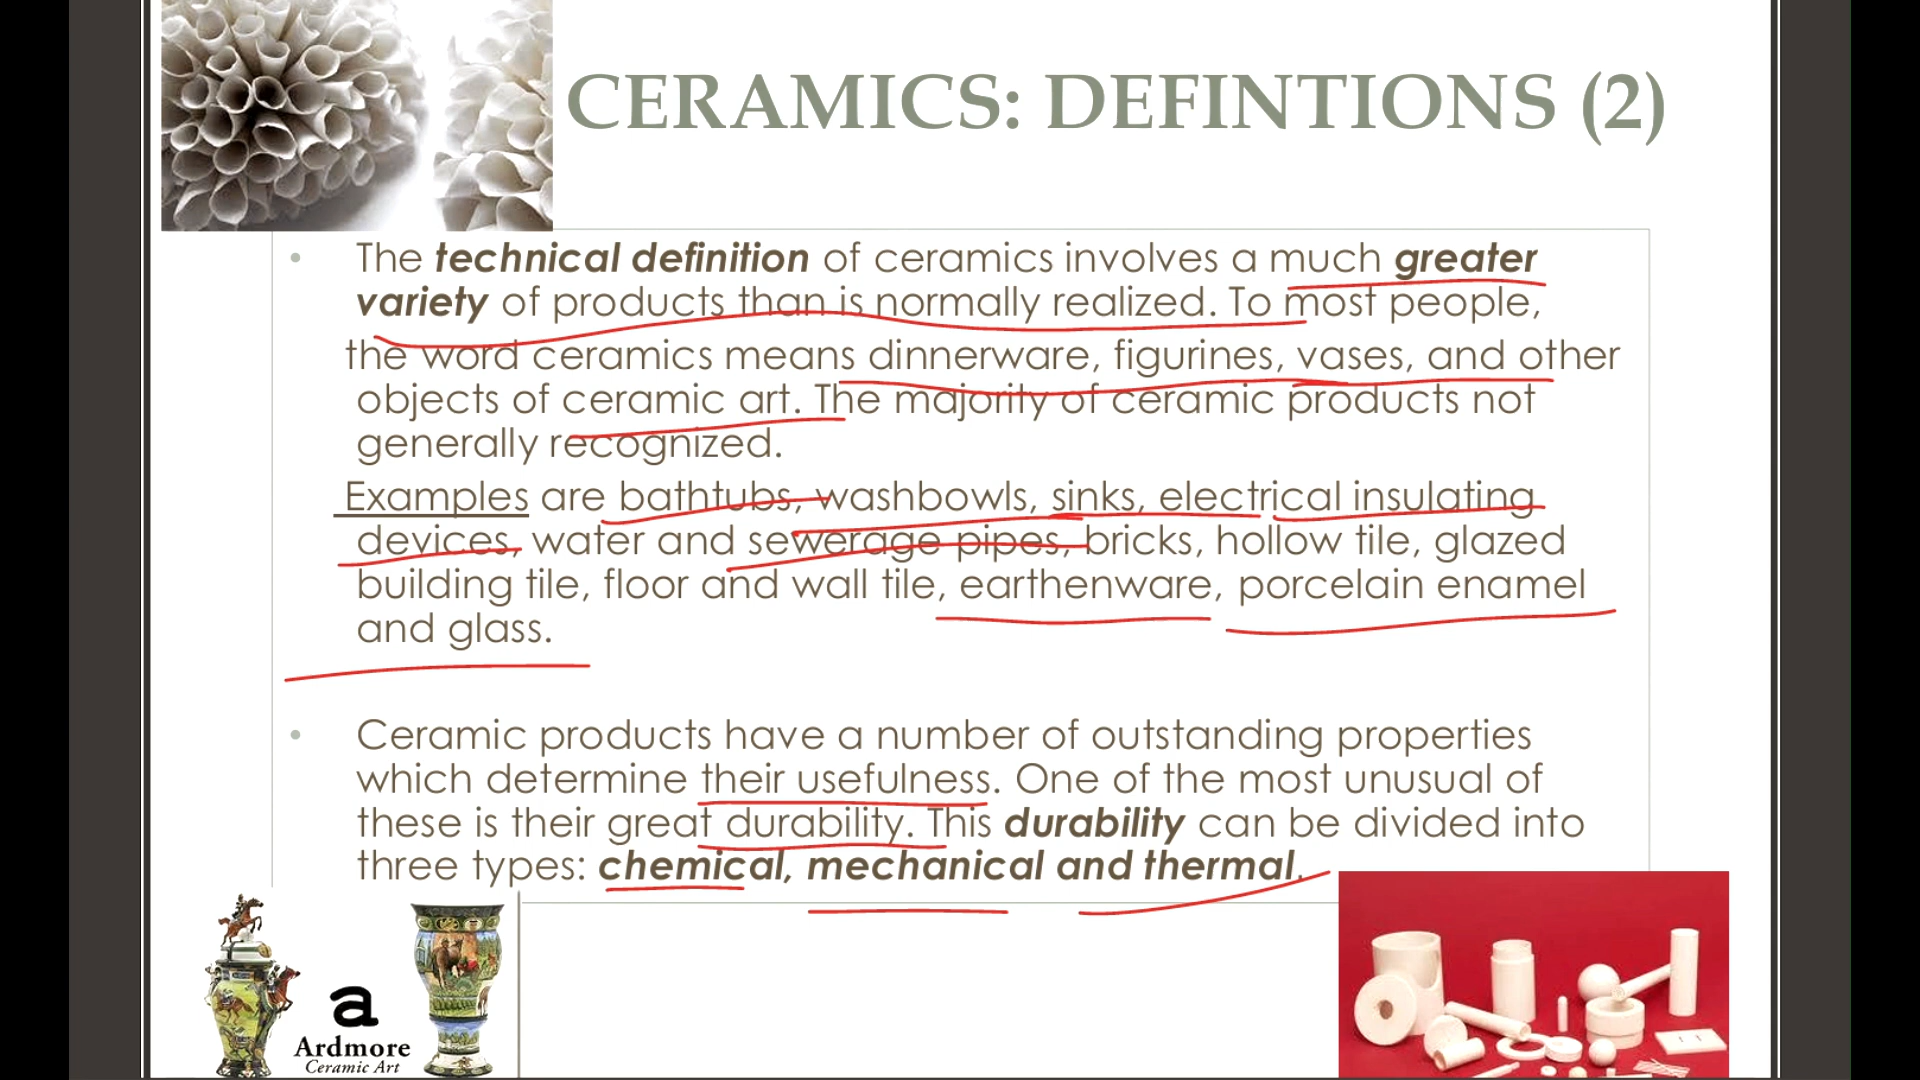 CERAMICS: DEFINTIONS (2)
• The technical definition of ceramics involves a much greater
variety of products than is normally realized. To most people,
the word ceramics means dinnerware, figurines, vases, and other
objects of ceramic art. The majority of ceramic products not
generally recognized.
Examples are bathtubs, washbowls, sinks, electrical insulating
devices, water and sewerage pipes, bricks, hollow tile, glazed
building tile, floor and wall tile, earthenware, porcelain enamel
and glass.
• Ceramic products have a number of outstanding properties
which determine their usefulness. One of the most unusual of
these is their great durability. This durability can be divided into
three types: chemical, mechanical and thermal.
a
Ardmore
Ceramic Art